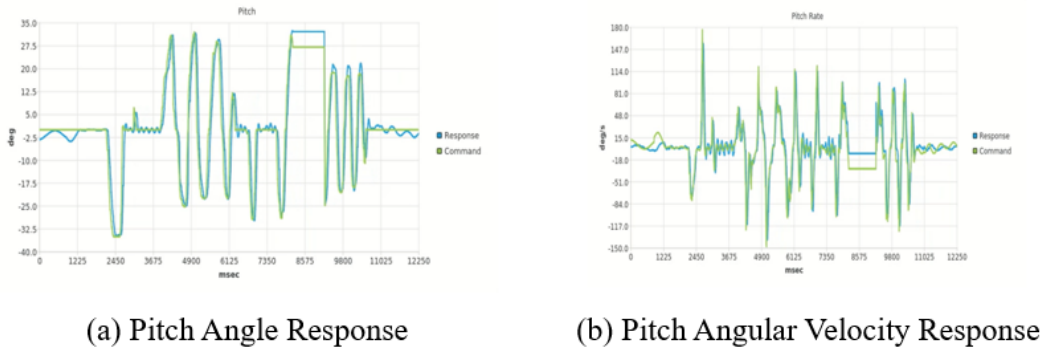 Pitch
35.0
27.5
20.0
12.5
5.0
-2.5
-10.0
-17.5
-25.0
-32.5
-40.0
deg
0 1225 2450 3675 4900 6125 7350 8575 9800 11025 12250
msec
Response
Command
Pitch Rate
180.0
147.0
114.0
81.0
48.0
15.0
-18.0
-51.0
-84.0
-117.0
-150.0
deg/s
0 1225 2450 3675 4900 6125 7350 8575 9800 11025 12250
msec
Response
Command
(a) Pitch Angle Response
(b) Pitch Angular Velocity Response